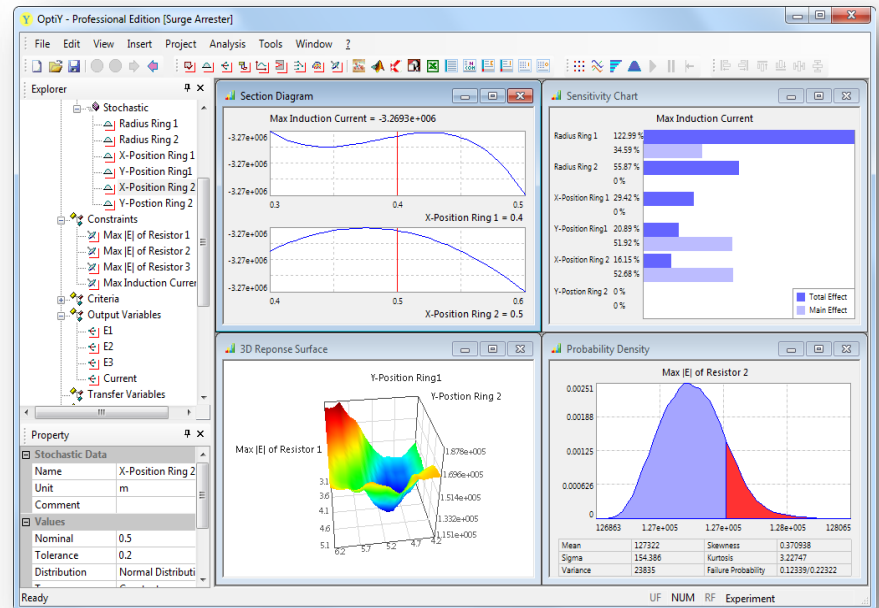 OptiY - Professional Edition [Surge Arrester]
File Edit View Insert Project Analysis Tools Window ?
Explorer
Stochastic
Radius Ring 1
Radius Ring 2
X-Position Ring 1
Y-Position Ring1
X-Position Ring 2
Y-Postion Ring 2
Constraints
Max |E| of Resistor 1
Max |E| of Resistor 2
Max |E| of Resistor 3
Max Induction Curren
Criteria
Output Variables
E1
E2
E3
Current
Transfer Variables
Property
Stochastic Data
Name X-Position Ring 2
Unit m
Comment
Values
Nominal 0.5
Tolerance 0.2
Distribution Normal Distributi
Section Diagram
Max Induction Current = -3.2693e+006
-3.27e+006
-3.27e+006
-3.27e+006
-3.27e+006
0.3 0.4 0.5
X-Position Ring 1 = 0.4
-3.27e+006
-3.27e+006
-3.27e+006
-3.27e+006
0.4 0.5 0.6
X-Position Ring 2 = 0.5
Sensitivity Chart
Max Induction Current
Radius Ring 1 122.99 %
34.59 %
Radius Ring 2 55.87 %
0 %
X-Position Ring 1 29.42 %
0 %
Y-Position Ring1 20.89 %
51.92 %
X-Position Ring 2 16.15 %
52.68 %
Y-Postion Ring 2 0 %
0 %
Total Effect
Main Effect
3D Reponse Surface
Y-Position Ring1
Y-Postion Ring 2
Max |E| of Resistor 1
1.878e+005
1.696e+005
1.514e+005
1.332e+005
1.151e+005
3.1
3.6
4.1
4.6
5.1
6.2 5.7 5.2 4.7 4.2
Probability Density
Max |E| of Resistor 2
0.00251
0.00188
0.00125
0.000626
0
126863 1.27e+005 1.27e+005 1.28e+005 128065
Mean 127322 Skewness 0.370938
Sigma 154.386 Kurtosis 3.22747
Variance 23835 Failure Probability 0.12339/0.22322
Ready
UF NUM RF Experiment